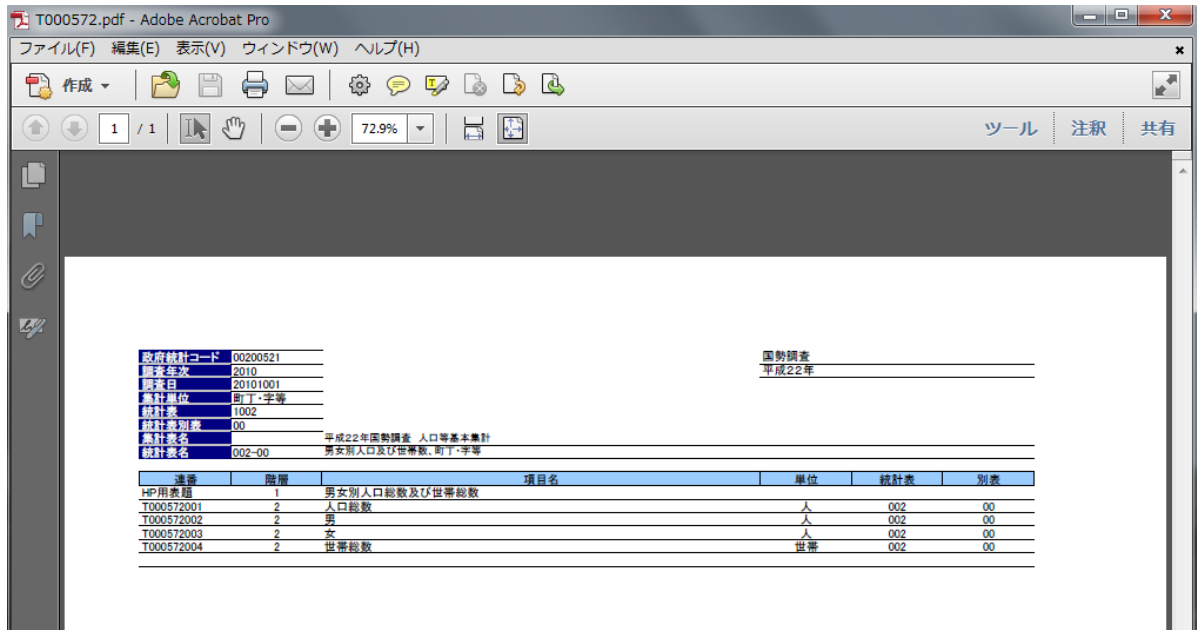 T000572.pdf - Adobe Acrobat Pro
ファイル(F) 編集(E) 表示(V) ウィンドウ(W) ヘルプ(H)
作成
1 / 1 72.9% ツール 注釈 共有
政府統計コード 00200521 国勢調査
調査年次 2010 平成22年
調査日 20101001
集計単位 町丁・字等
統計表 1002
統計表別表 00
集計表名 平成22年国勢調査 人口等基本集計
統計表名 002-00 男女別人口及び世帯数、町丁・字等
連番 階層 項目名 単位 統計表 別表
HP用表題 1 男女別人口総数及び世帯総数
T000572001 2 人口総数 人 002 00
T000572002 2 男 人 002 00
T000572003 2 女 人 002 00
T000572004 2 世帯総数 世帯 002 00